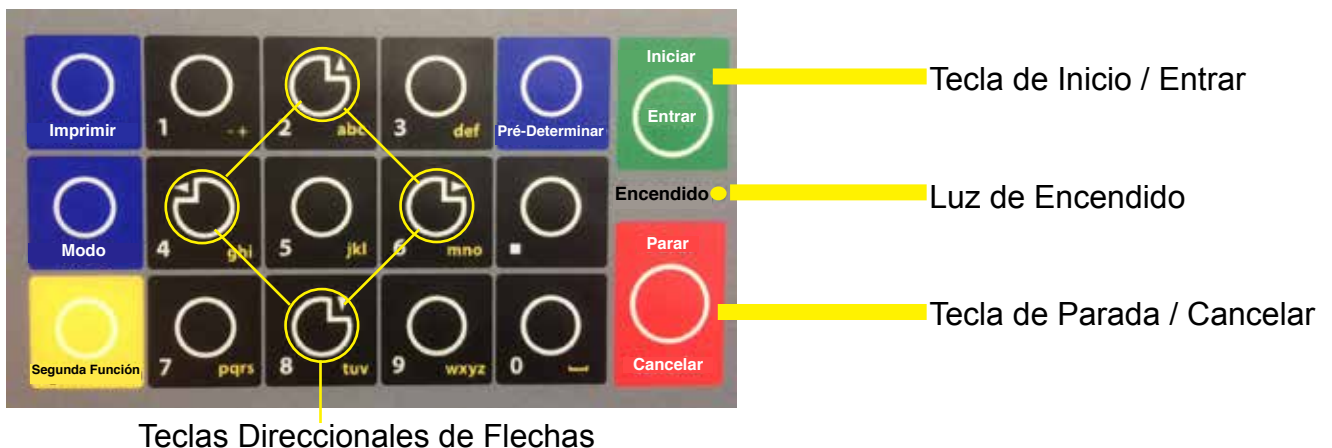 Iniciar
Imprimir
1 - +
2 abc
3 def
Pré-Determinar
Entrar
Tecla de Inicio / Entrar
Encendido
Luz de Encendido
Modo
4 ghi
5 jkl
6 mno
Parar
Segunda Función
7 pqrs
8 tuv
9 wxyz
0
Cancelar
Tecla de Parada / Cancelar
Teclas Direccionales de Flechas